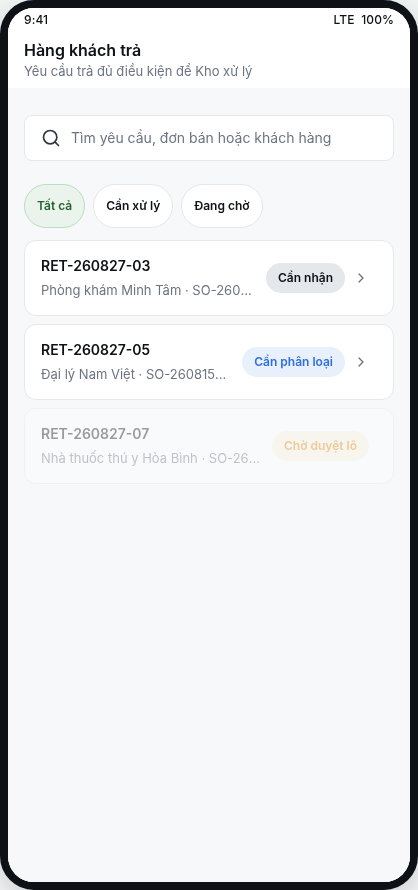 9:41
LTE 100%
Hàng khách trả
Yêu cầu trả đủ điều kiện để Kho xử lý
Tìm yêu cầu, đơn bán hoặc khách hàng
Tất cả
Cần xử lý
Đang chờ
RET-260827-03
Phòng khám Minh Tâm · SO-260...
Cần nhận
RET-260827-05
Đại lý Nam Việt · SO-260815...
Cần phân loại
RET-260827-07
Nhà thuốc thú y Hòa Bình · SO-26...
Chờ duyệt lô